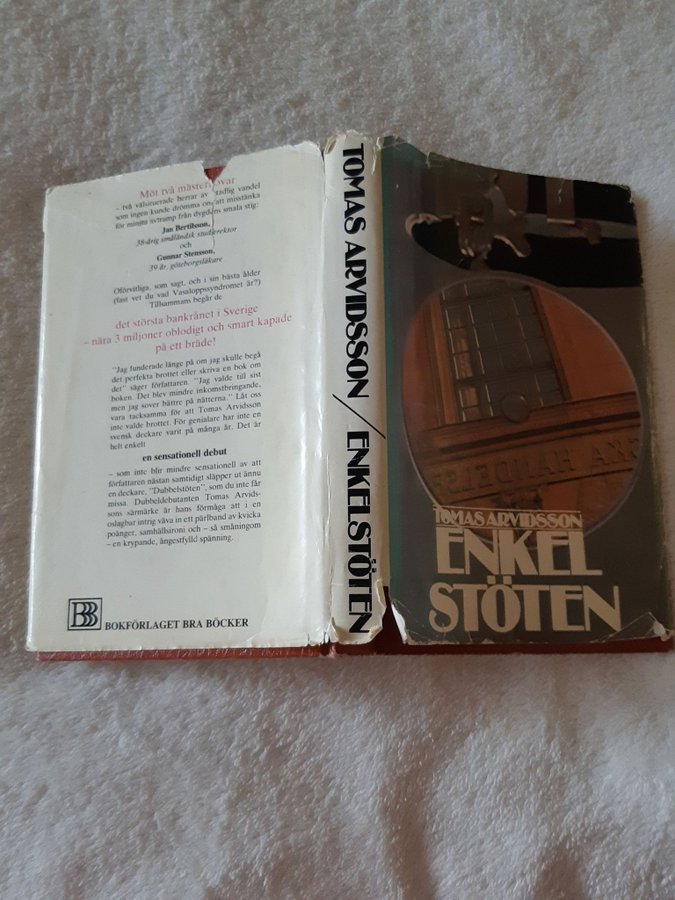 Möt två mästertjuvar
– två välsituerade herrar av stadig vandel
som ingen kunde drömma om att misstänka
för minsta avtramp från dygdens smala stig:
Jan Bertilsson,
38-årig småländsk studierektor
och
Gunnar Stensson,
39 år, göteborgsläkare
Oförvitliga, som sagt, och i sin bästa ålder
(fast vet du vad Vasaloppssyndromet är?)
Tillsammans begår de
det största bankrånet i Sverige
– nära 3 miljoner oblodigt och smart kapade
på ett bräde!
"Jag funderade länge på om jag skulle begå
det perfekta brottet eller skriva en bok om
det" säger författaren. "Jag valde till sist
boken. Det blev mindre inkomstbringande,
men jag sover bättre på nätterna." Låt oss
vara tacksamma för att Tomas Arvidsson
inte valde brottet. För genialare har inte en
svensk deckare varit på många år. Det är
helt enkelt
en sensationell debut
– som inte blir mindre sensationell av att
författaren nästan samtidigt släpper ut ännu
en deckare, "Dubbelstöten", som du inte får
missa. Dubbeldebutanten Tomas Arvids-
sons särmärke är hans förmåga att i en
oslagbar intrig väva in ett pärlband av kvicka
poänger, samhällsironi och – så småningom
– en krypande, ångestfylld spänning.
BBB BOKFÖRLAGET BRA BÖCKER
TOMAS ARVIDSSON / ENKELSTÖTEN
KA HANDELS
TOMAS ARVIDSSON
ENKEL
STÖTEN